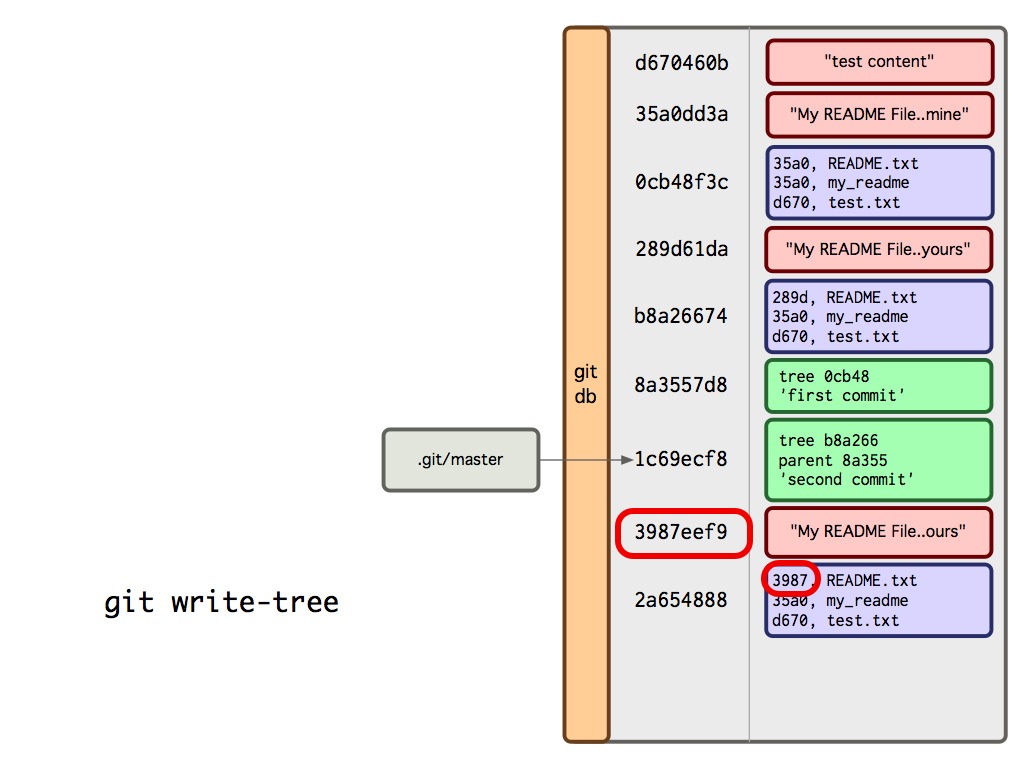 d670460b
"test content"
35a0dd3a
"My README File..mine"
0cb48f3c
35a0, README.txt
35a0, my_readme
d670, test.txt
289d61da
"My README File..yours"
b8a26674
289d, README.txt
35a0, my_readme
d670, test.txt
git
db
8a3557d8
tree 0cb48
'first commit'
.git/master
1c69ecf8
tree b8a266
parent 8a355
'second commit'
3987eef9
"My README File..ours"
git write-tree
2a654888
3987, README.txt
35a0, my_readme
d670, test.txt